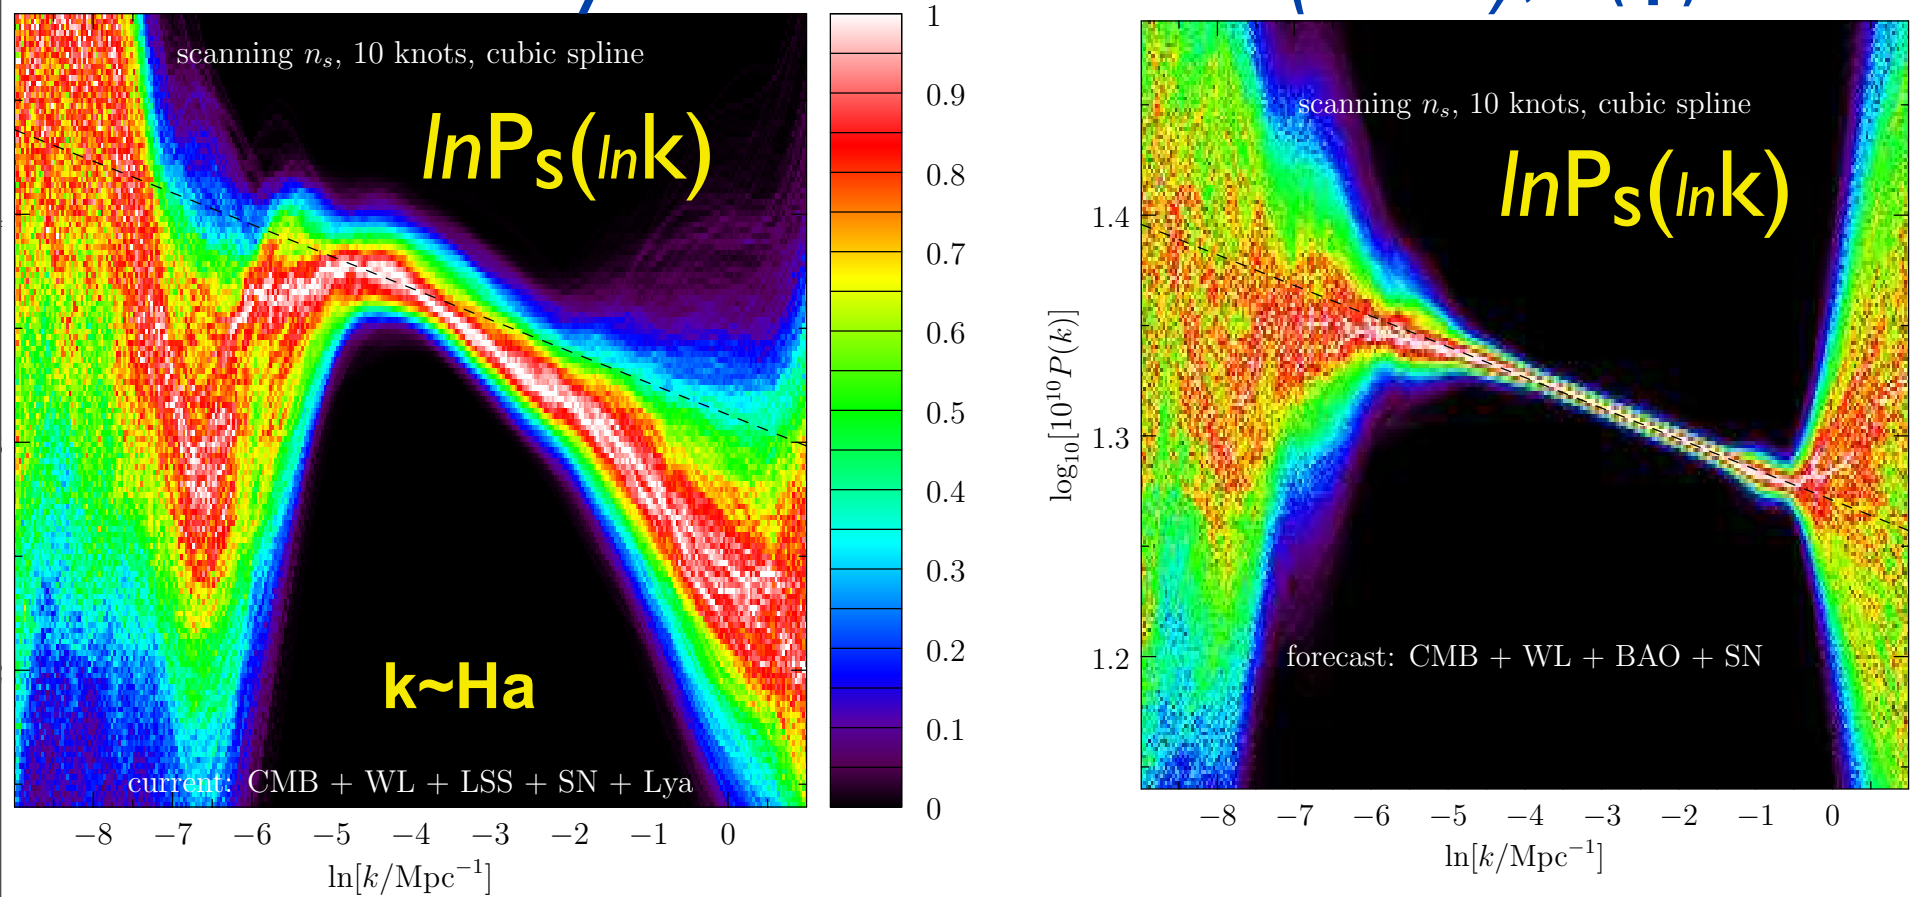 scanning n_s, 10 knots, cubic spline
lnP_S(lnk)
k~Ha
current: CMB + WL + LSS + SN + Lya
−8 −7 −6 −5 −4 −3 −2 −1 0
ln[k/Mpc⁻¹]
1
0.9
0.8
0.7
0.6
0.5
0.4
0.3
0.2
0.1
0
scanning n_s, 10 knots, cubic spline
lnP_S(lnk)
log₁₀[10¹⁰P(k)]
1.4
1.3
1.2
forecast: CMB + WL + BAO + SN
−8 −7 −6 −5 −4 −3 −2 −1 0
ln[k/Mpc⁻¹]